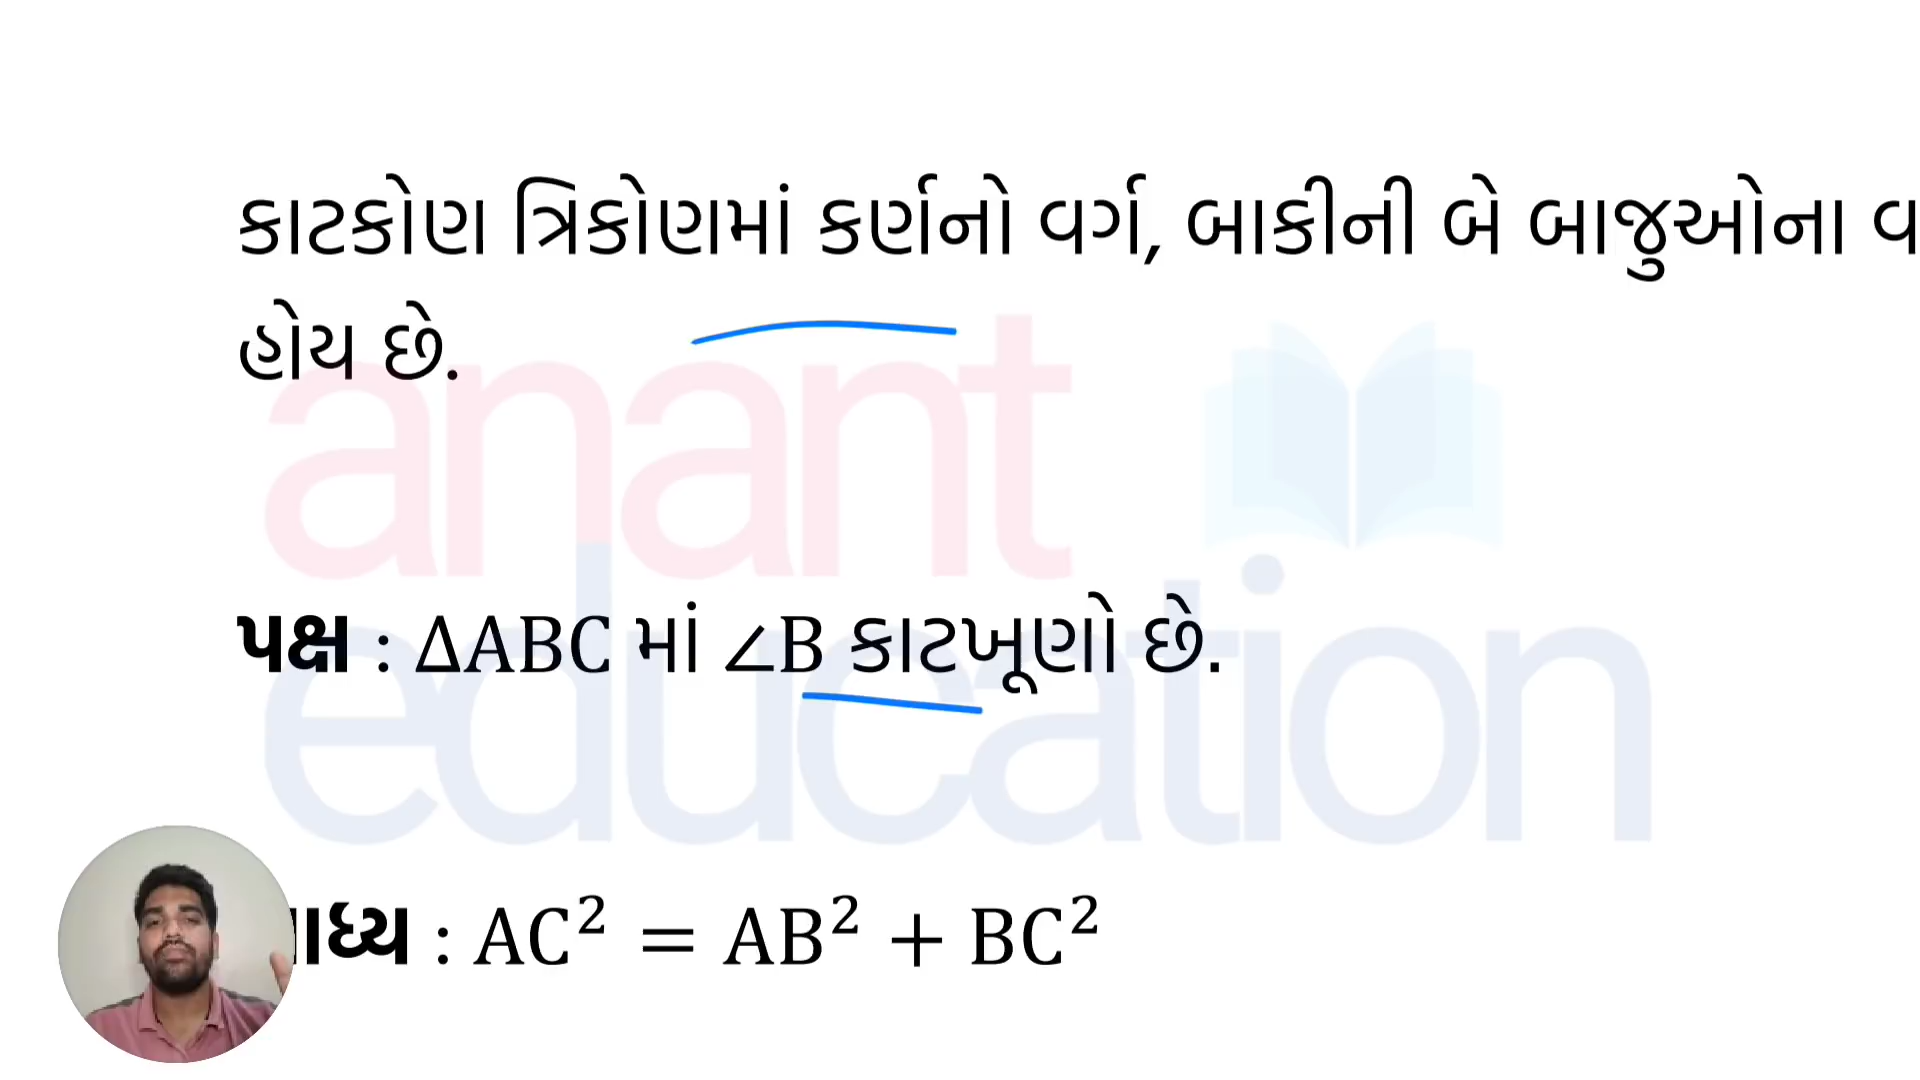 કાટકોણ ત્રિકોણમાં કર્ણનો વર્ગ, બાકીની બે બાજુઓના
હોય છે.
anant
પક્ષ : ΔABC માં ∠B કાટખૂણો છે.
education
: AC² = AB² + BC²